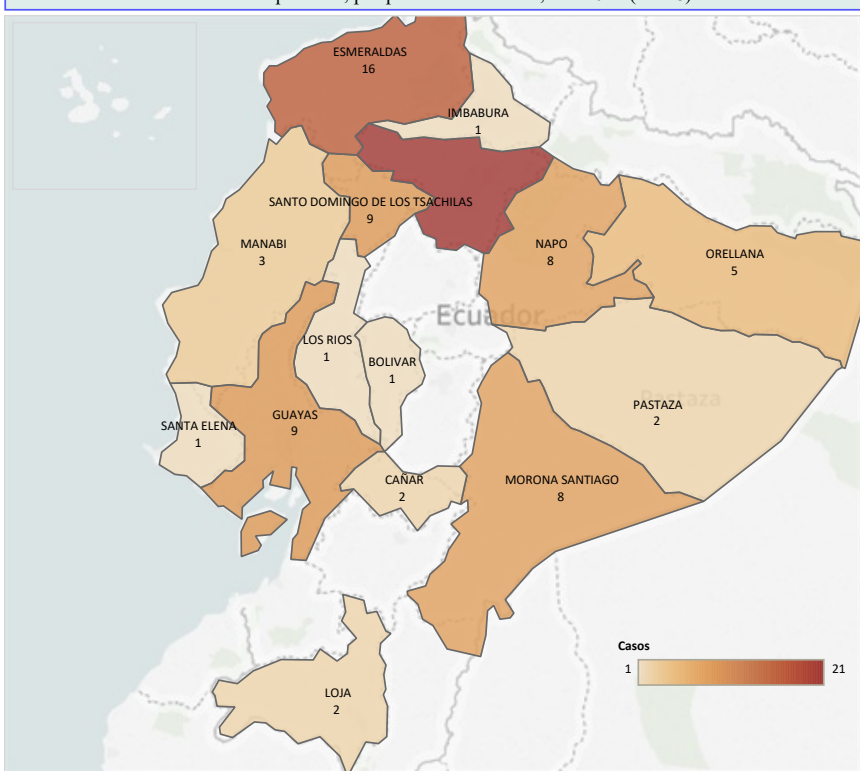 ESMERALDAS
16
IMBABURA
1
SANTO DOMINGO DE LOS TSACHILAS
9
MANABI
3
NAPO
8
ORELLANA
5
Ecuador
LOS RIOS
1
BOLIVAR
1
Pastaza
PASTAZA
2
SANTA ELENA
1
GUAYAS
9
CAÑAR
2
MORONA SANTIAGO
8
Casos
1
21
LOJA
2